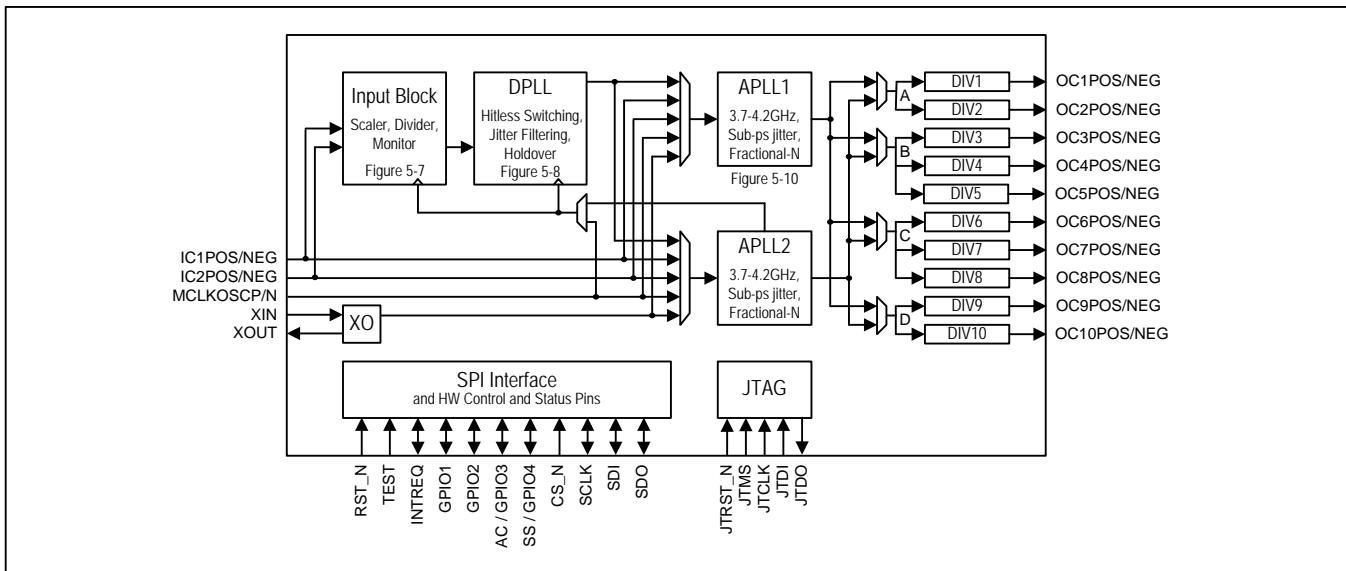 Input Block
Scaler, Divider,
Monitor
Figure 5-7
DPLL
Hitless Switching,
Jitter Filtering,
Holdover
Figure 5-8
APLL1
3.7-4.2GHz,
Sub-ps jitter,
Fractional-N
Figure 5-10
APLL2
3.7-4.2GHz,
Sub-ps jitter,
Fractional-N
A
B
C
D
DIV1
DIV2
DIV3
DIV4
DIV5
DIV6
DIV7
DIV8
DIV9
DIV10
OC1POS/NEG
OC2POS/NEG
OC3POS/NEG
OC4POS/NEG
OC5POS/NEG
OC6POS/NEG
OC7POS/NEG
OC8POS/NEG
OC9POS/NEG
OC10POS/NEG
IC1POS/NEG
IC2POS/NEG
MCLKOSCP/N
XIN
XOUT
XO
SPI Interface
and HW Control and Status Pins
JTAG
RST_N
TEST
INTREQ
GPIO1
GPIO2
AC / GPIO3
SS / GPIO4
CS_N
SCLK
SDI
SDO
JTRST_N
JTMS
JTCLK
JTDI
JTDO